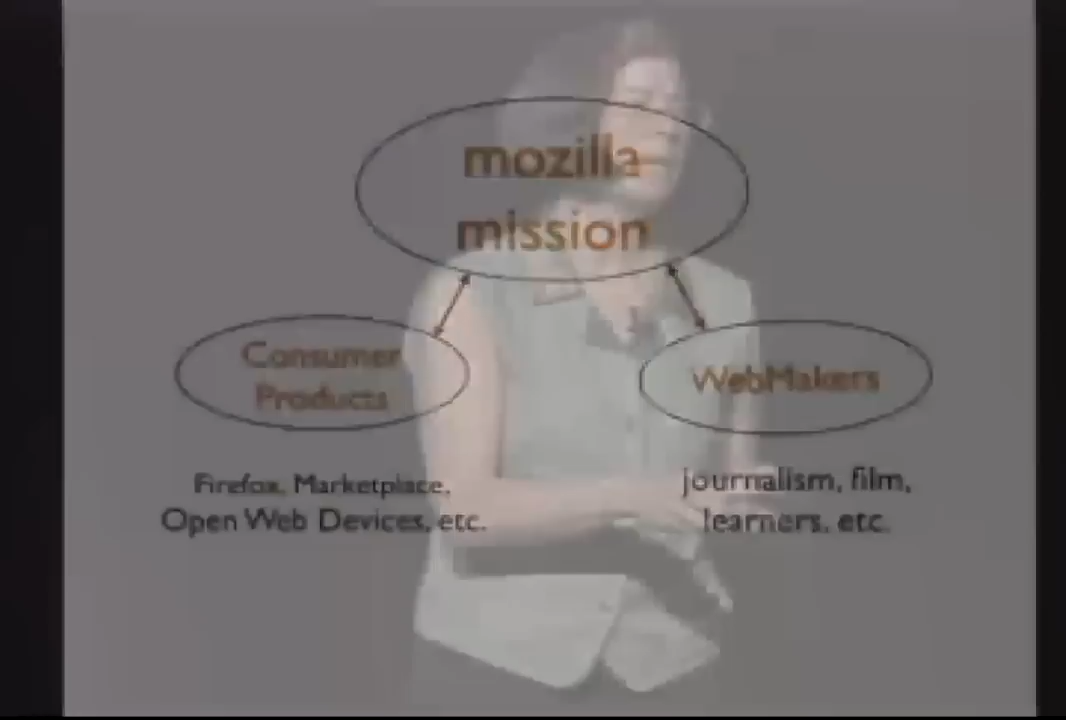 mozilla
mission
Consumer
Products
WebMakers
Firefox, Marketplace,
Open Web Devices, etc.
journalism, film,
learners, etc.